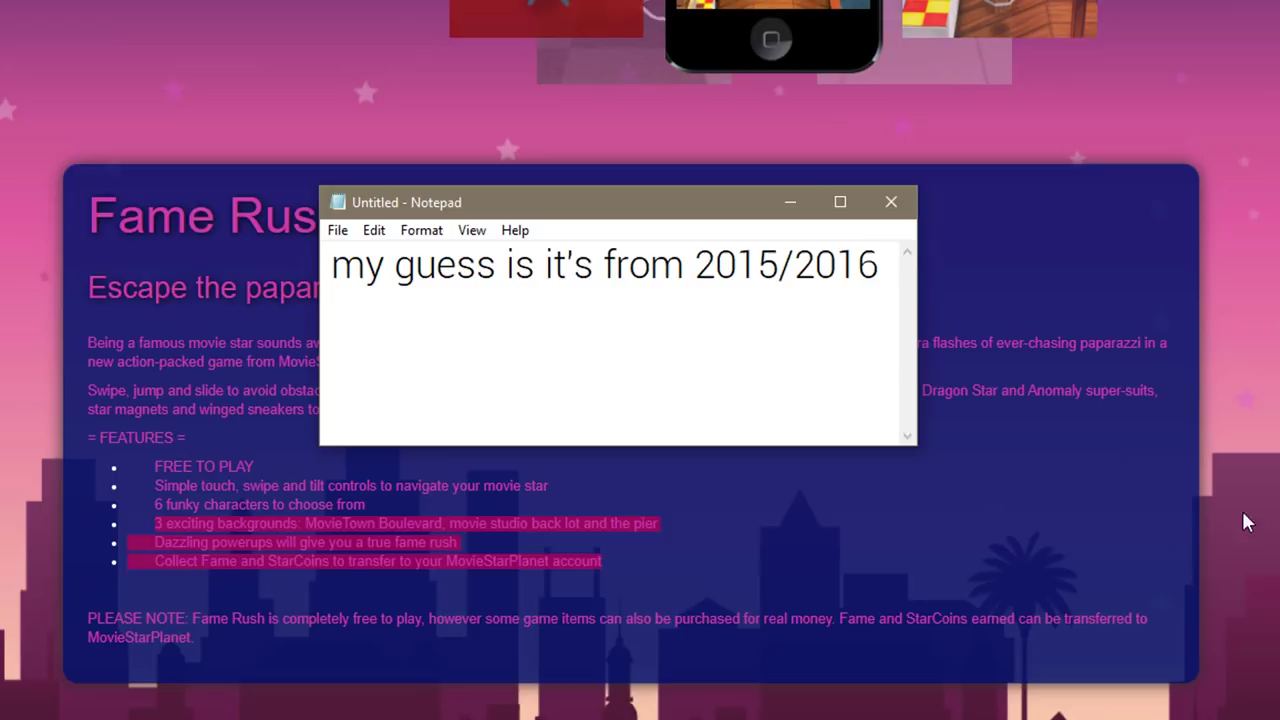 Fame Rus
Untitled - Notepad
File Edit Format View Help
my guess is it's from 2015/2016
Escape the papar
Being a famous movie star sounds aw
a flashes of ever-chasing paparazzi in a
new action-packed game from MovieS
Swipe, jump and slide to avoid obstac
Dragon Star and Anomaly super-suits,
star magnets and winged sneakers to
= FEATURES =
FREE TO PLAY
Simple touch, swipe and tilt controls to navigate your movie star
6 funky characters to choose from
3 exciting backgrounds: MovieTown Boulevard, movie studio back lot and the pier
Dazzling powerups will give you a true fame rush
Collect Fame and StarCoins to transfer to your MovieStarPlanet account
PLEASE NOTE: Fame Rush is completely free to play, however some game items can also be purchased for real money. Fame and StarCoins earned can be transferred to
MovieStarPlanet.